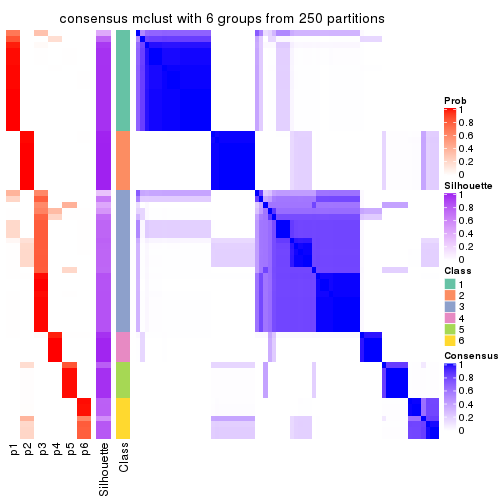 consensus mclust with 6 groups from 250 partitions
Prob
1
0.8
0.6
0.4
0.2
0
Silhouette
1
0.8
0.6
0.4
0.2
0
Class
1
2
3
4
5
6
Consensus
1
0.8
0.6
0.4
0.2
0
p1
p2
p3
p4
p5
p6
Silhouette
Class